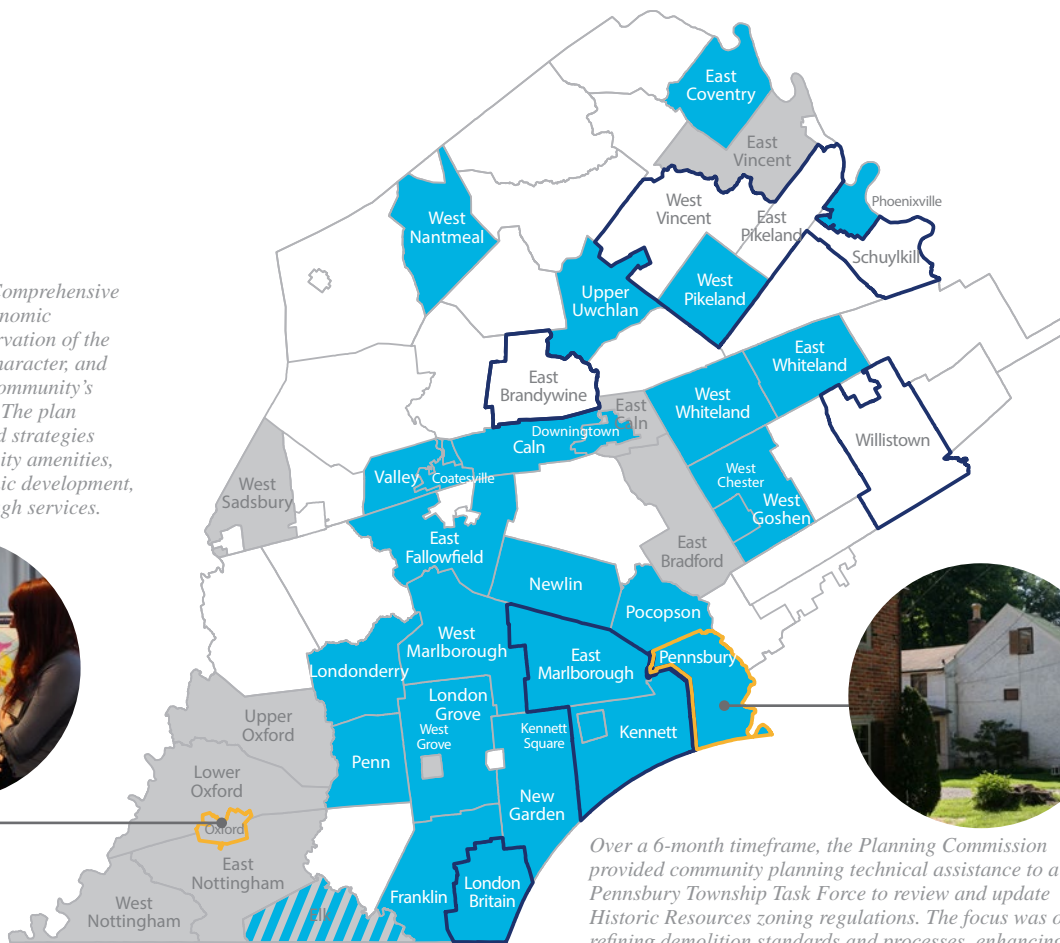 East
Coventry
East
Vincent
West
Vincent
East
Pikeland
Phoenixville
Schuylkill
West
Nantmeal
West
Pikeland
Upper
Uwchlan
East
Whiteland
East
Brandywine
West
Whiteland
East
Caln
Downingtown
Caln
Willistown
Valley
Coatesville
West
Chester
West
Goshen
West
Sadsbury
East
Fallowfield
East
Bradford
Newlin
Pocopson
West
Marlborough
East
Marlborough
Pennsbury
Londonderry
London
Grove
West
Grove
Kennett
Square
Kennett
Upper
Oxford
Penn
Lower
Oxford
New
Garden
Oxford
East
Nottingham
West
Nottingham
Elk
Franklin
London
Britain
Comprehensive
nomic
rvation of the
haracter, and
ommunity's
The plan
d strategies
ity amenities,
ic development,
gh services.
Over a 6-month timeframe, the Planning Commission
provided community planning technical assistance to a
Pennsbury Township Task Force to review and update
Historic Resources zoning regulations. The focus was o
refining demolition standards and processes, enhancing